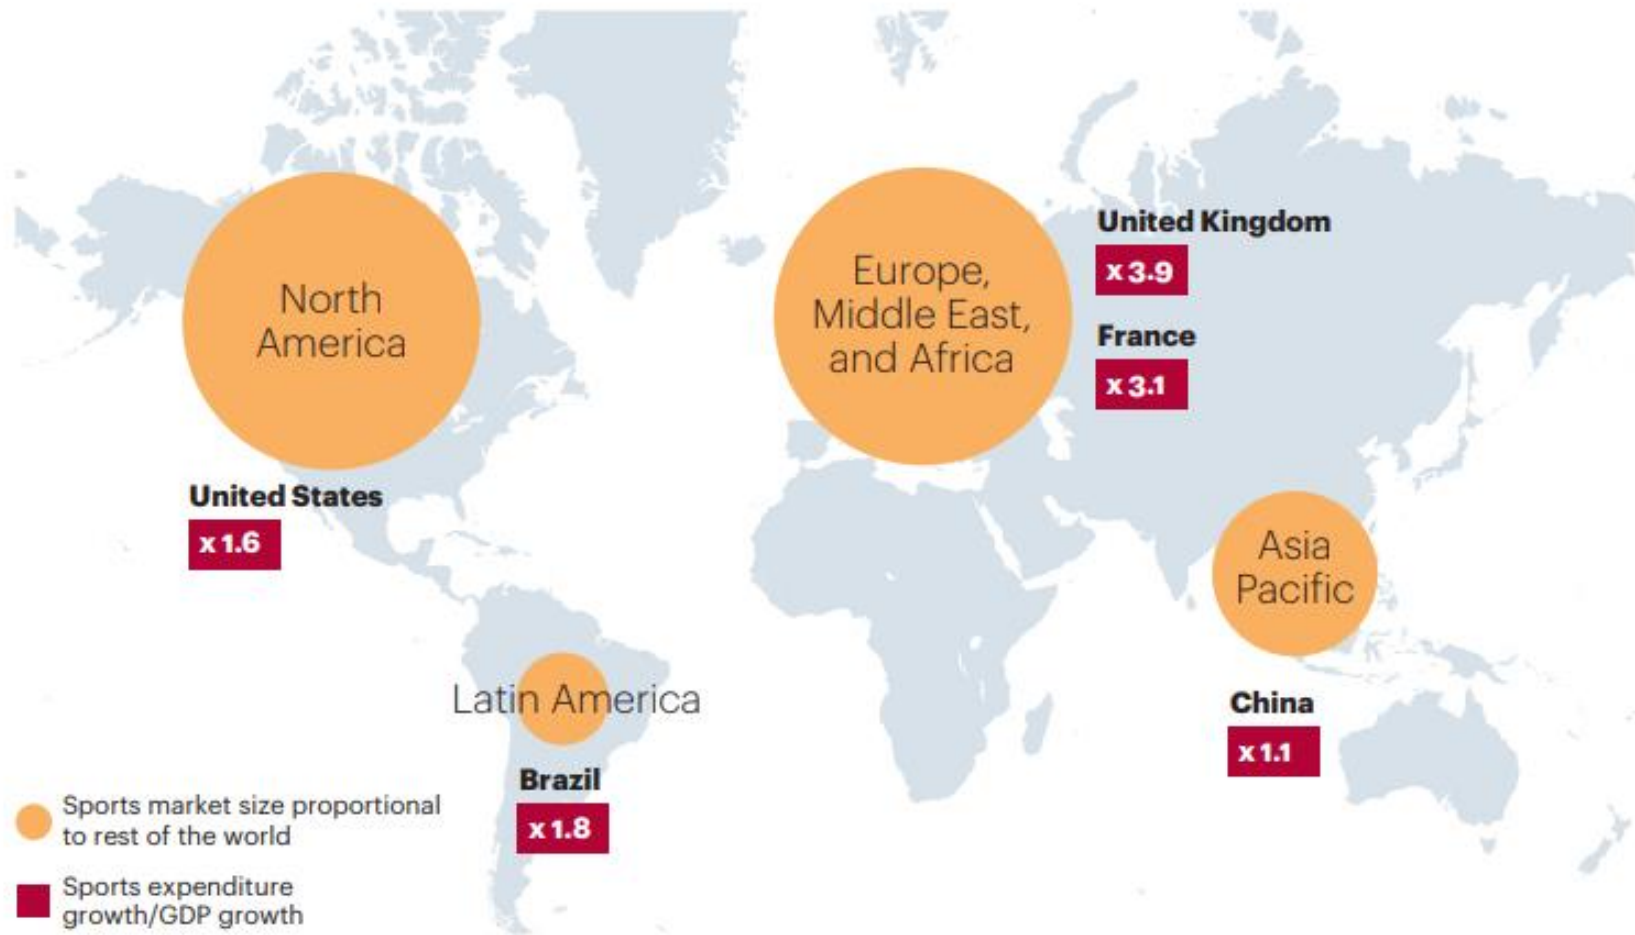 North
America
United States
x 1.6
Latin America
Brazil
x 1.8
Europe,
Middle East,
and Africa
United Kingdom
x 3.9
France
x 3.1
Asia
Pacific
China
x 1.1
Sports market size proportional
to rest of the world
Sports expenditure
growth/GDP growth